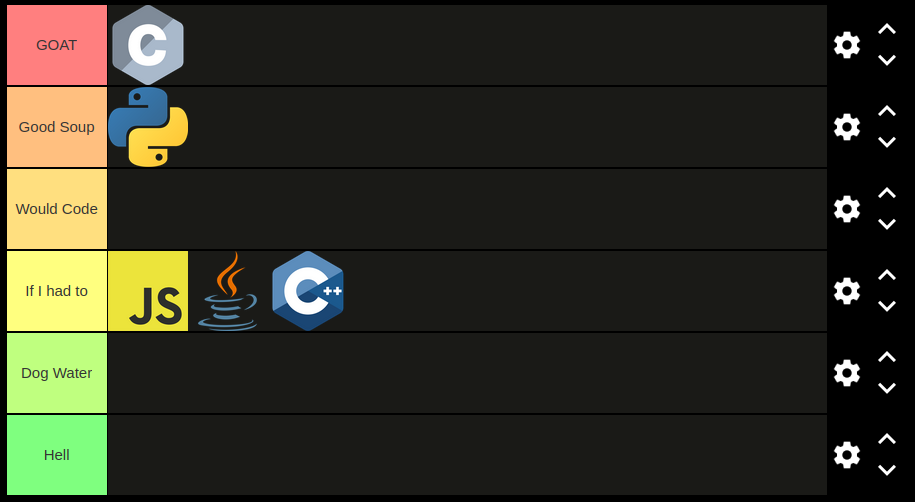 GOAT
C
Good Soup
Would Code
If I had to
JS
C++
Dog Water
Hell